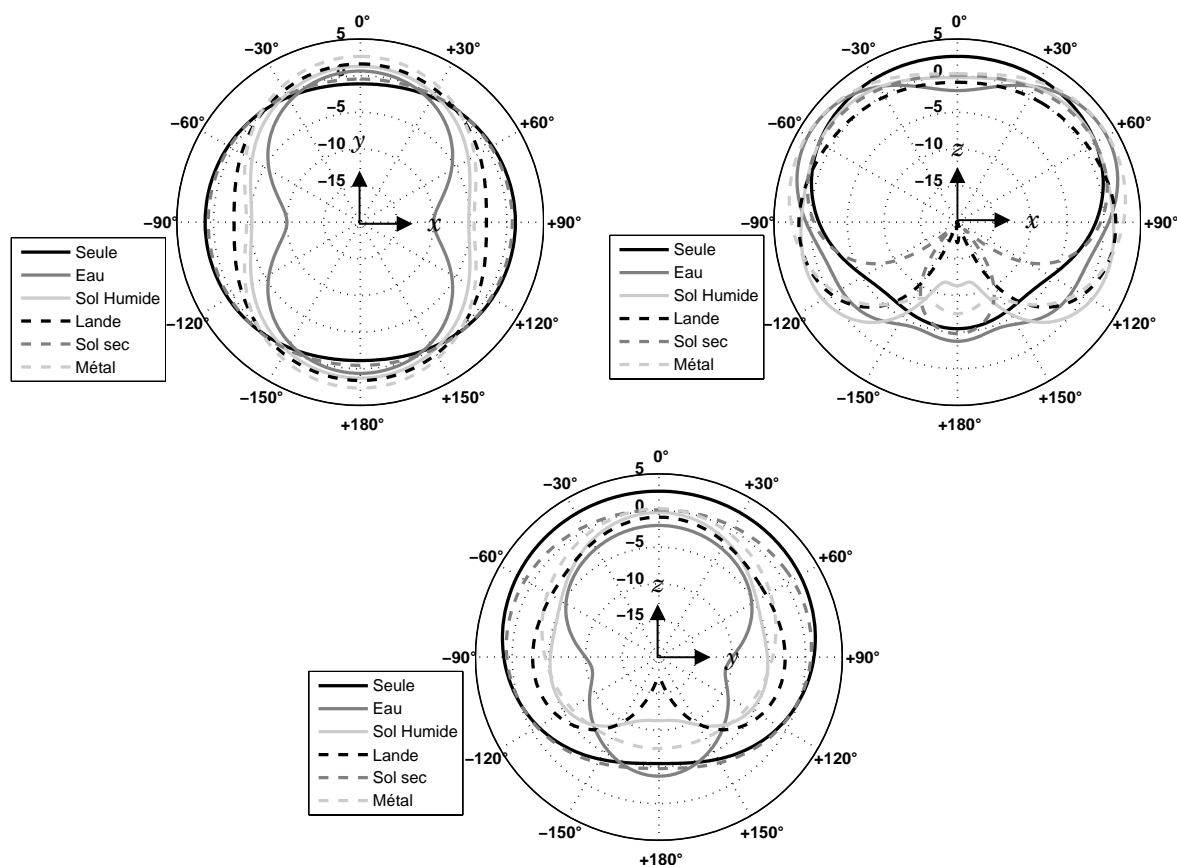 0°
−30°
+30°
−60°
+60°
−90°
+90°
−120°
+120°
−150°
+150°
+180°
5
0
−5
−10
−15
y
x
Seule
Eau
Sol Humide
Lande
Sol sec
Métal
0°
−30°
+30°
−60°
+60°
−90°
+90°
−120°
+120°
−150°
+150°
+180°
5
0
−5
−10
−15
z
x
Seule
Eau
Sol Humide
Lande
Sol sec
Métal
0°
−30°
+30°
−60°
+60°
−90°
+90°
−120°
+120°
−150°
+150°
+180°
5
0
−5
−10
−15
z
y
Seule
Eau
Sol Humide
Lande
Sol sec
Métal